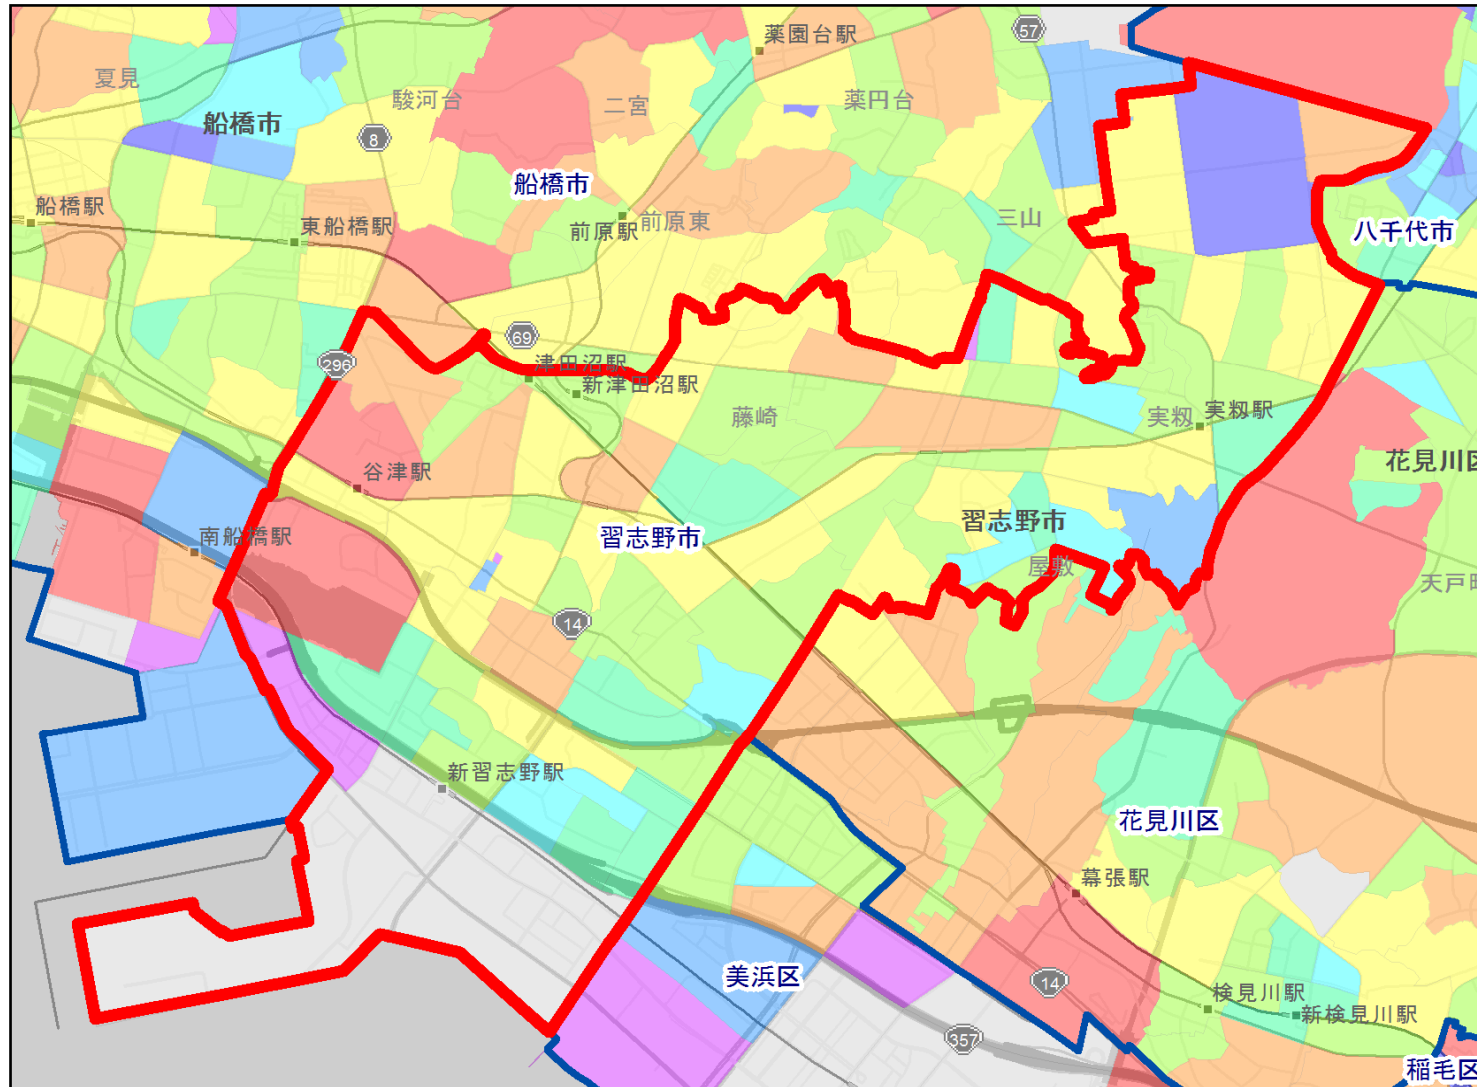 薬園台駅
57
夏見
駿河台
二宮
薬円台
船橋市
8
船橋市
船橋駅
東船橋駅
前原駅
前原東
三山
八千代市
69
296
津田沼駅
新津田沼駅
藤崎
実籾
実籾駅
谷津駅
花見川区
南船橋駅
習志野市
習志野市
屋敷
天戸町
14
新習志野駅
花見川区
幕張駅
美浜区
14
検見川駅
新検見川駅
357
稲毛区